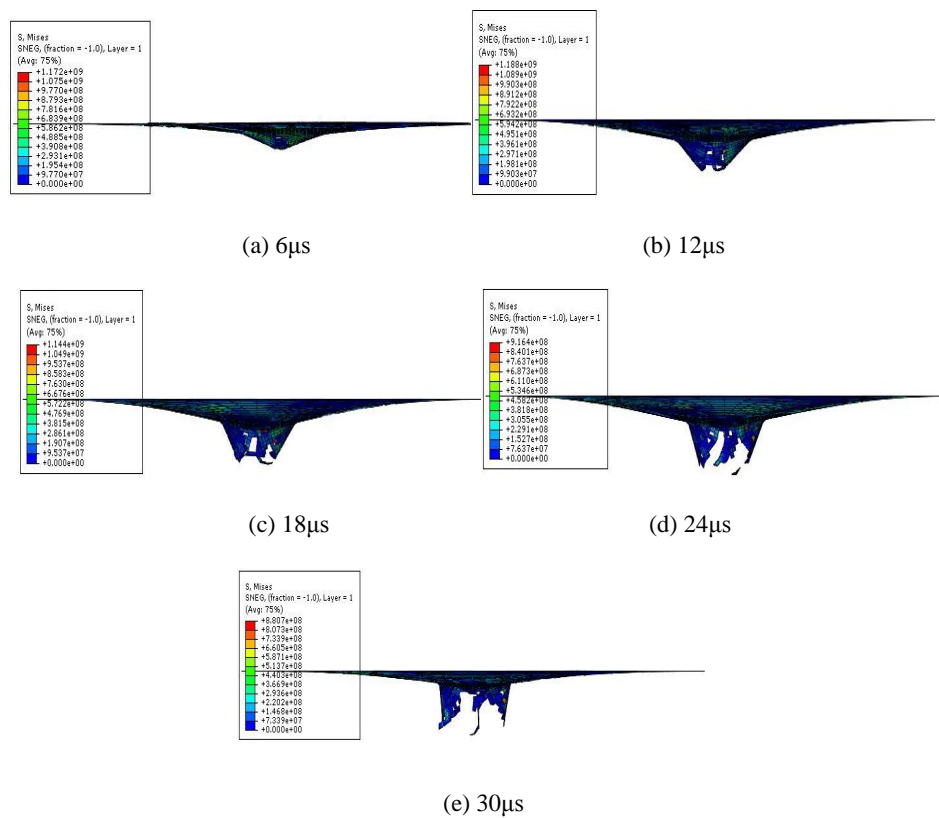 S, Mises
SNEG, (fraction = -1.0), Layer = 1
(Avg: 75%)
+1.172e+09
+1.075e+09
+9.770e+08
+8.793e+08
+7.816e+08
+6.839e+08
+5.862e+08
+4.885e+08
+3.908e+08
+2.931e+08
+1.954e+08
+9.770e+07
+0.000e+00
(a) 6μs
S, Mises
SNEG, (fraction = -1.0), Layer = 1
(Avg: 75%)
+1.188e+09
+1.089e+09
+9.903e+08
+8.912e+08
+7.922e+08
+6.932e+08
+5.942e+08
+4.951e+08
+3.961e+08
+2.971e+08
+1.981e+08
+9.903e+07
+0.000e+00
(b) 12μs
S, Mises
SNEG, (fraction = -1.0), Layer = 1
(Avg: 75%)
+1.144e+09
+1.049e+09
+9.537e+08
+8.583e+08
+7.630e+08
+6.676e+08
+5.722e+08
+4.769e+08
+3.815e+08
+2.861e+08
+1.907e+08
+9.537e+07
+0.000e+00
(c) 18μs
S, Mises
SNEG, (fraction = -1.0), Layer = 1
(Avg: 75%)
+9.164e+08
+8.401e+08
+7.637e+08
+6.873e+08
+6.110e+08
+5.346e+08
+4.582e+08
+3.818e+08
+3.055e+08
+2.291e+08
+1.527e+08
+7.637e+07
+0.000e+00
(d) 24μs
S, Mises
SNEG, (fraction = -1.0), Layer = 1
(Avg: 75%)
+8.807e+08
+8.073e+08
+7.339e+08
+6.605e+08
+5.871e+08
+5.137e+08
+4.403e+08
+3.669e+08
+2.936e+08
+2.202e+08
+1.468e+08
+7.339e+07
+0.000e+00
(e) 30μs